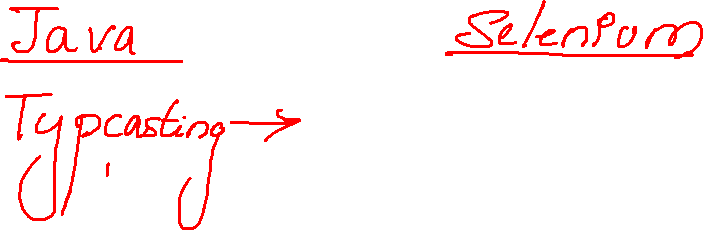 Java Selenium
Typcasting →